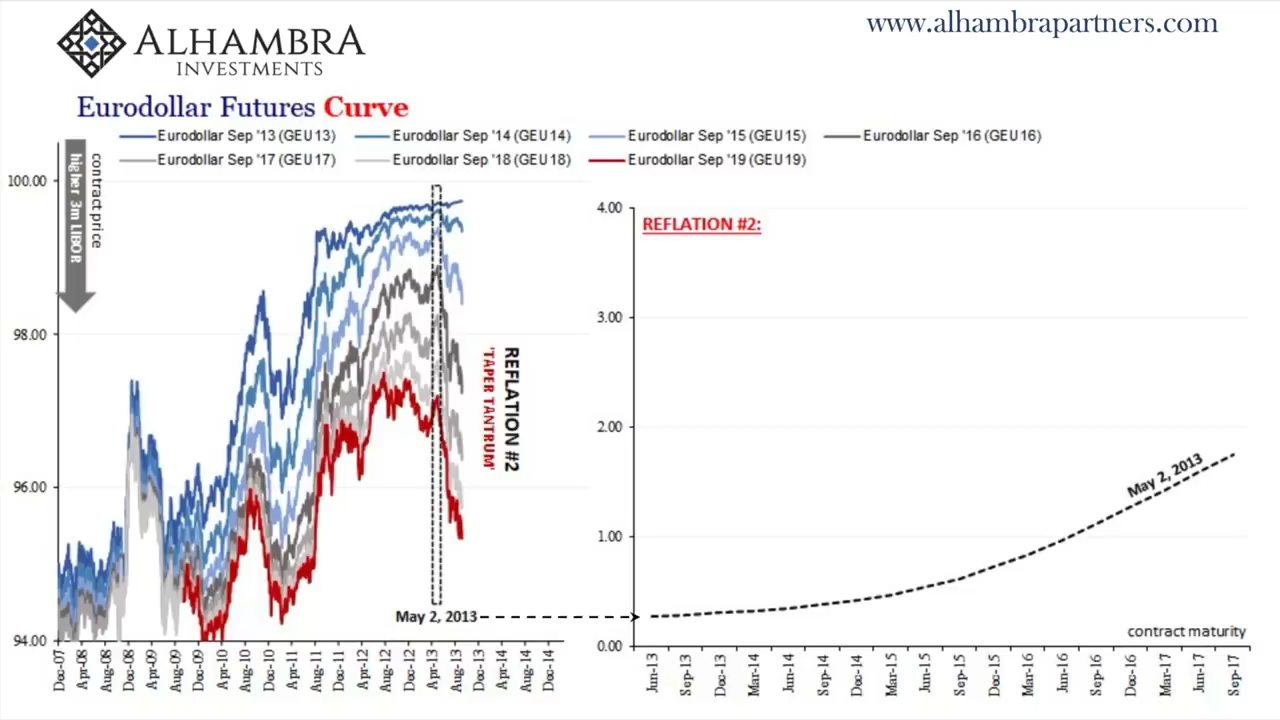 www.alhambrapartners.com
ALHAMBRA
INVESTMENTS
Eurodollar Futures Curve
Eurodollar Sep '13 (GEU13)
Eurodollar Sep '14 (GEU14)
Eurodollar Sep '15 (GEU15)
Eurodollar Sep '16 (GEU16)
Eurodollar Sep '17 (GEU17)
Eurodollar Sep '18 (GEU18)
Eurodollar Sep '19 (GEU19)
contract price
higher 3m LIBOR
100.00
98.00
96.00
94.00
REFLATION #2
'TAPER TANTRUM'
May 2, 2013
Dec-07
Apr-08
Aug-08
Dec-08
Apr-09
Aug-09
Dec-09
Apr-10
Aug-10
Dec-10
Apr-11
Aug-11
Dec-11
Apr-12
Aug-12
Dec-12
Apr-13
Aug-13
Dec-13
Apr-14
Aug-14
Dec-14
4.00
3.00
2.00
1.00
0.00
REFLATION #2:
May 2, 2013
contract maturity
Jun-13
Sep-13
Dec-13
Mar-14
Jun-14
Sep-14
Dec-14
Mar-15
Jun-15
Sep-15
Dec-15
Mar-16
Jun-16
Sep-16
Dec-16
Mar-17
Jun-17
Sep-17